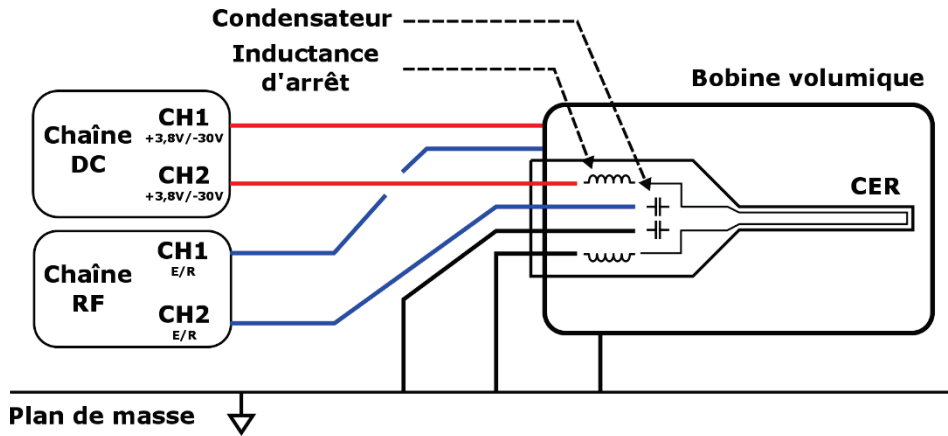 Condensateur
Inductance
d'arrêt
Bobine volumique
Chaîne
DC
CH1
+3,8V/-30V
CH2
+3,8V/-30V
CER
Chaîne
RF
CH1
E/R
CH2
E/R
Plan de masse